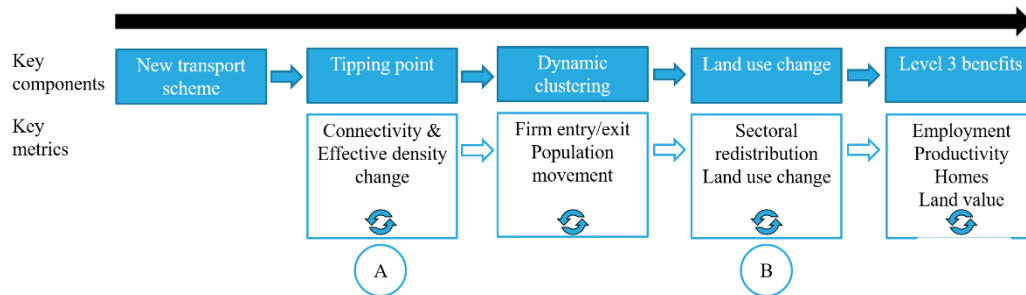 Key
components
New transport
scheme
Tipping point
Dynamic
clustering
Land use change
Level 3 benefits
Key
metrics
Connectivity &
Effective density
change
Firm entry/exit
Population
movement
Sectoral
redistribution
Land use change
Employment
Productivity
Homes
Land value
A
B